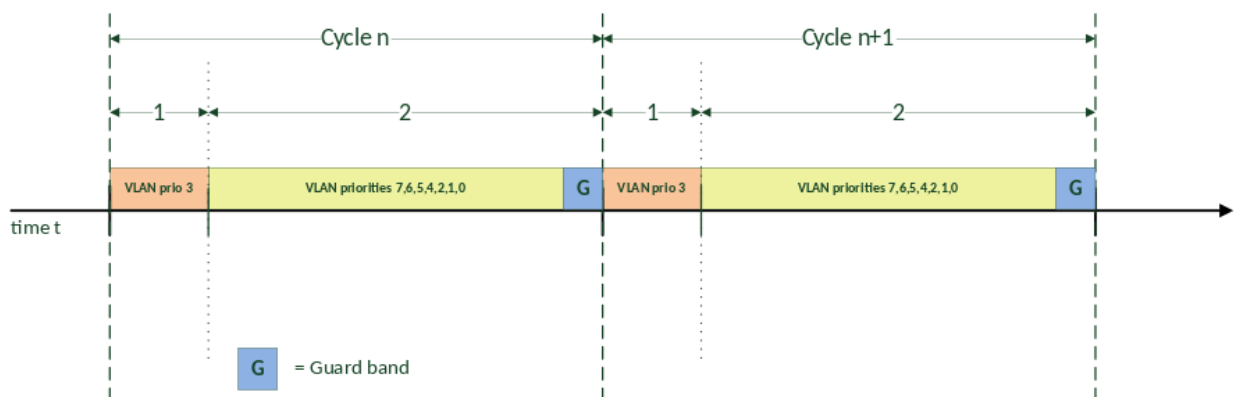 Cycle n
Cycle n+1
1
2
1
2
VLAN prio 3
VLAN priorities 7,6,5,4,2,1,0
G
VLAN prio 3
VLAN priorities 7,6,5,4,2,1,0
G
time t
G
= Guard band